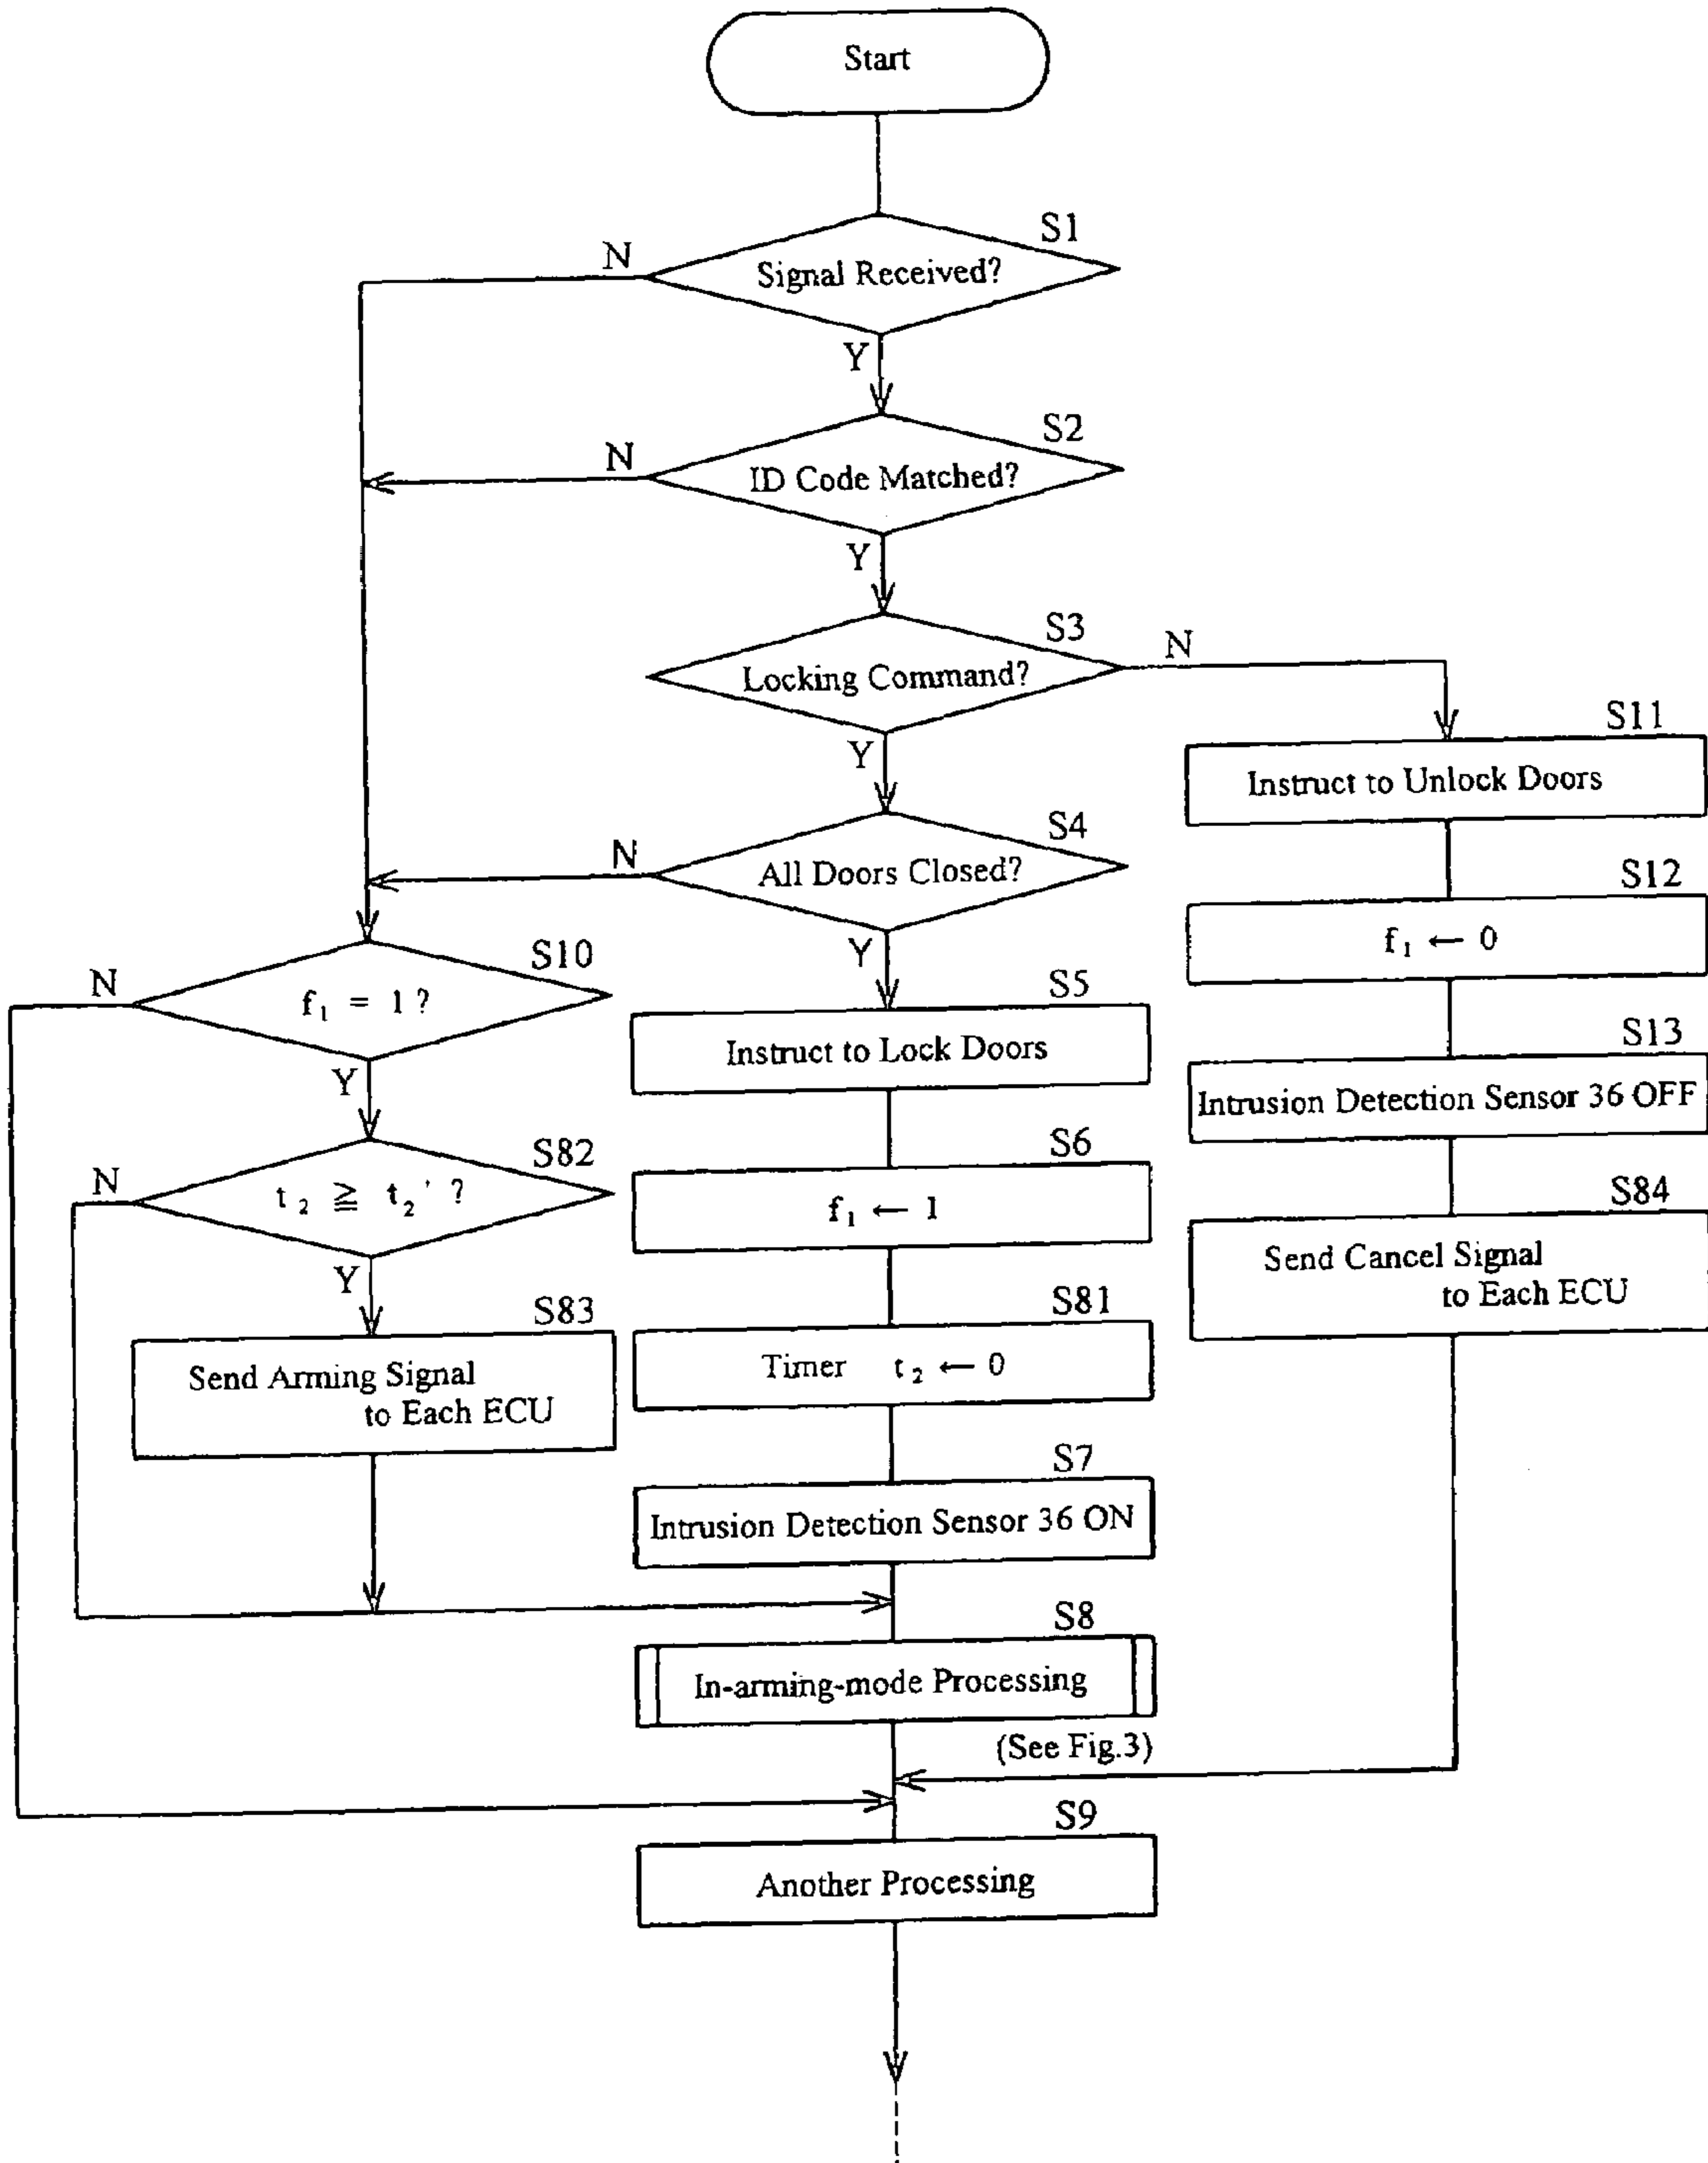 Start
S1
N
Signal Received?
Y
S2
N
ID Code Matched?
Y
S3
N
Locking Command?
Y
S11
Instruct to Unlock Doors
S4
N
All Doors Closed?
Y
S12
f₁ ← 0
S10
N
f₁ = 1 ?
Y
S5
Instruct to Lock Doors
S13
Intrusion Detection Sensor 36 OFF
S82
N
t₂ ≧ t₂' ?
Y
S6
f₁ ← 1
S84
Send Cancel Signal
to Each ECU
S83
Send Arming Signal
to Each ECU
S81
Timer t₂ ← 0
S7
Intrusion Detection Sensor 36 ON
S8
In-arming-mode Processing
(See Fig.3)
S9
Another Processing